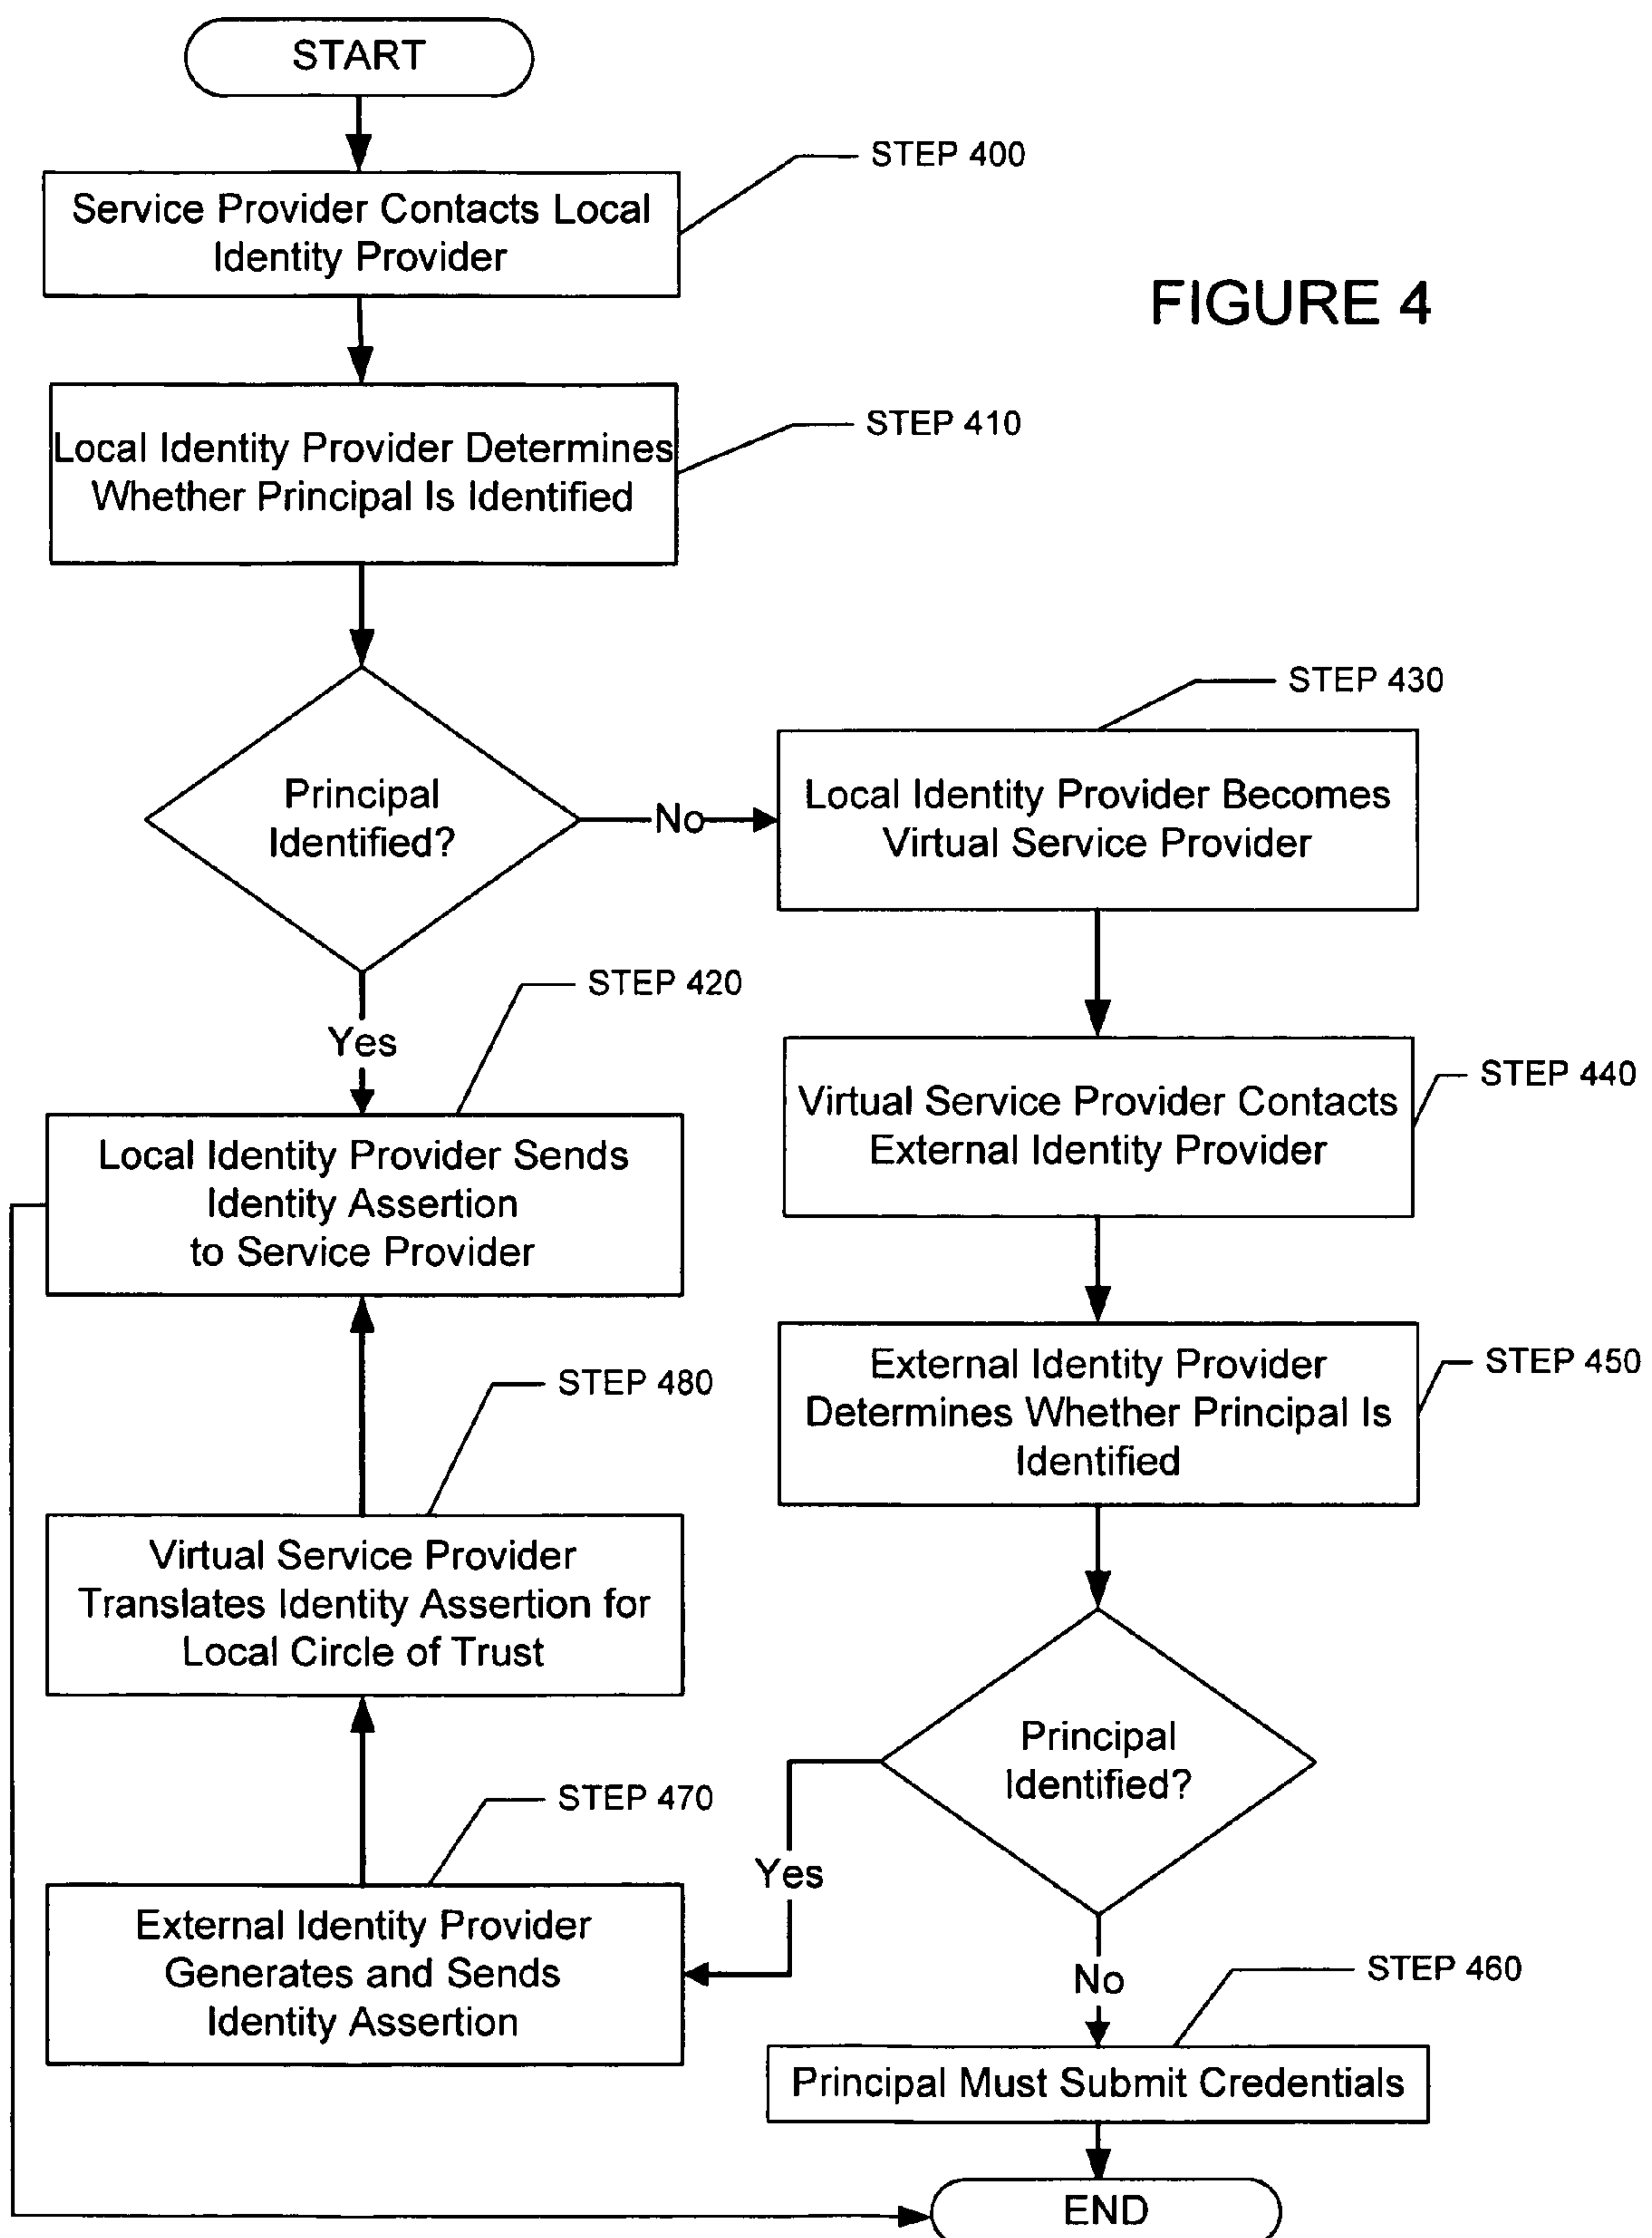 START
STEP 400
Service Provider Contacts Local
Identity Provider
FIGURE 4
STEP 410
Local Identity Provider Determines
Whether Principal Is Identified
STEP 430
Principal
Identified?
No
Local Identity Provider Becomes
Virtual Service Provider
Yes
STEP 420
STEP 440
Virtual Service Provider Contacts
External Identity Provider
Local Identity Provider Sends
Identity Assertion
to Service Provider
STEP 450
External Identity Provider
Determines Whether Principal Is
Identified
STEP 480
Virtual Service Provider
Translates Identity Assertion for
Local Circle of Trust
Principal
Identified?
Yes
STEP 470
External Identity Provider
Generates and Sends
Identity Assertion
No
STEP 460
Principal Must Submit Credentials
END